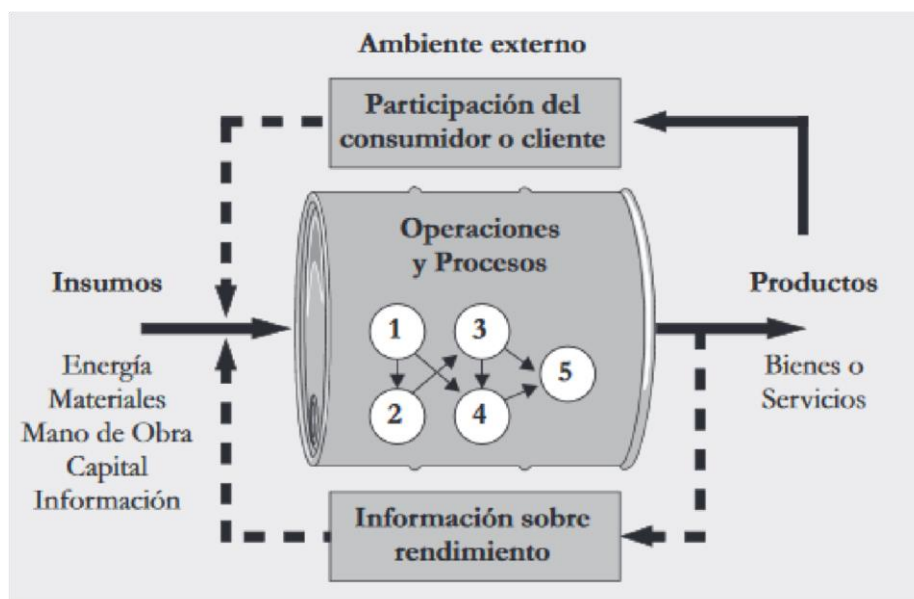 Ambiente externo
Participación del
consumidor o cliente
Operaciones
y Procesos
Insumos
Productos
1
3
5
2
4
Energía
Materiales
Mano de Obra
Capital
Información
Bienes o
Servicios
Información sobre
rendimiento